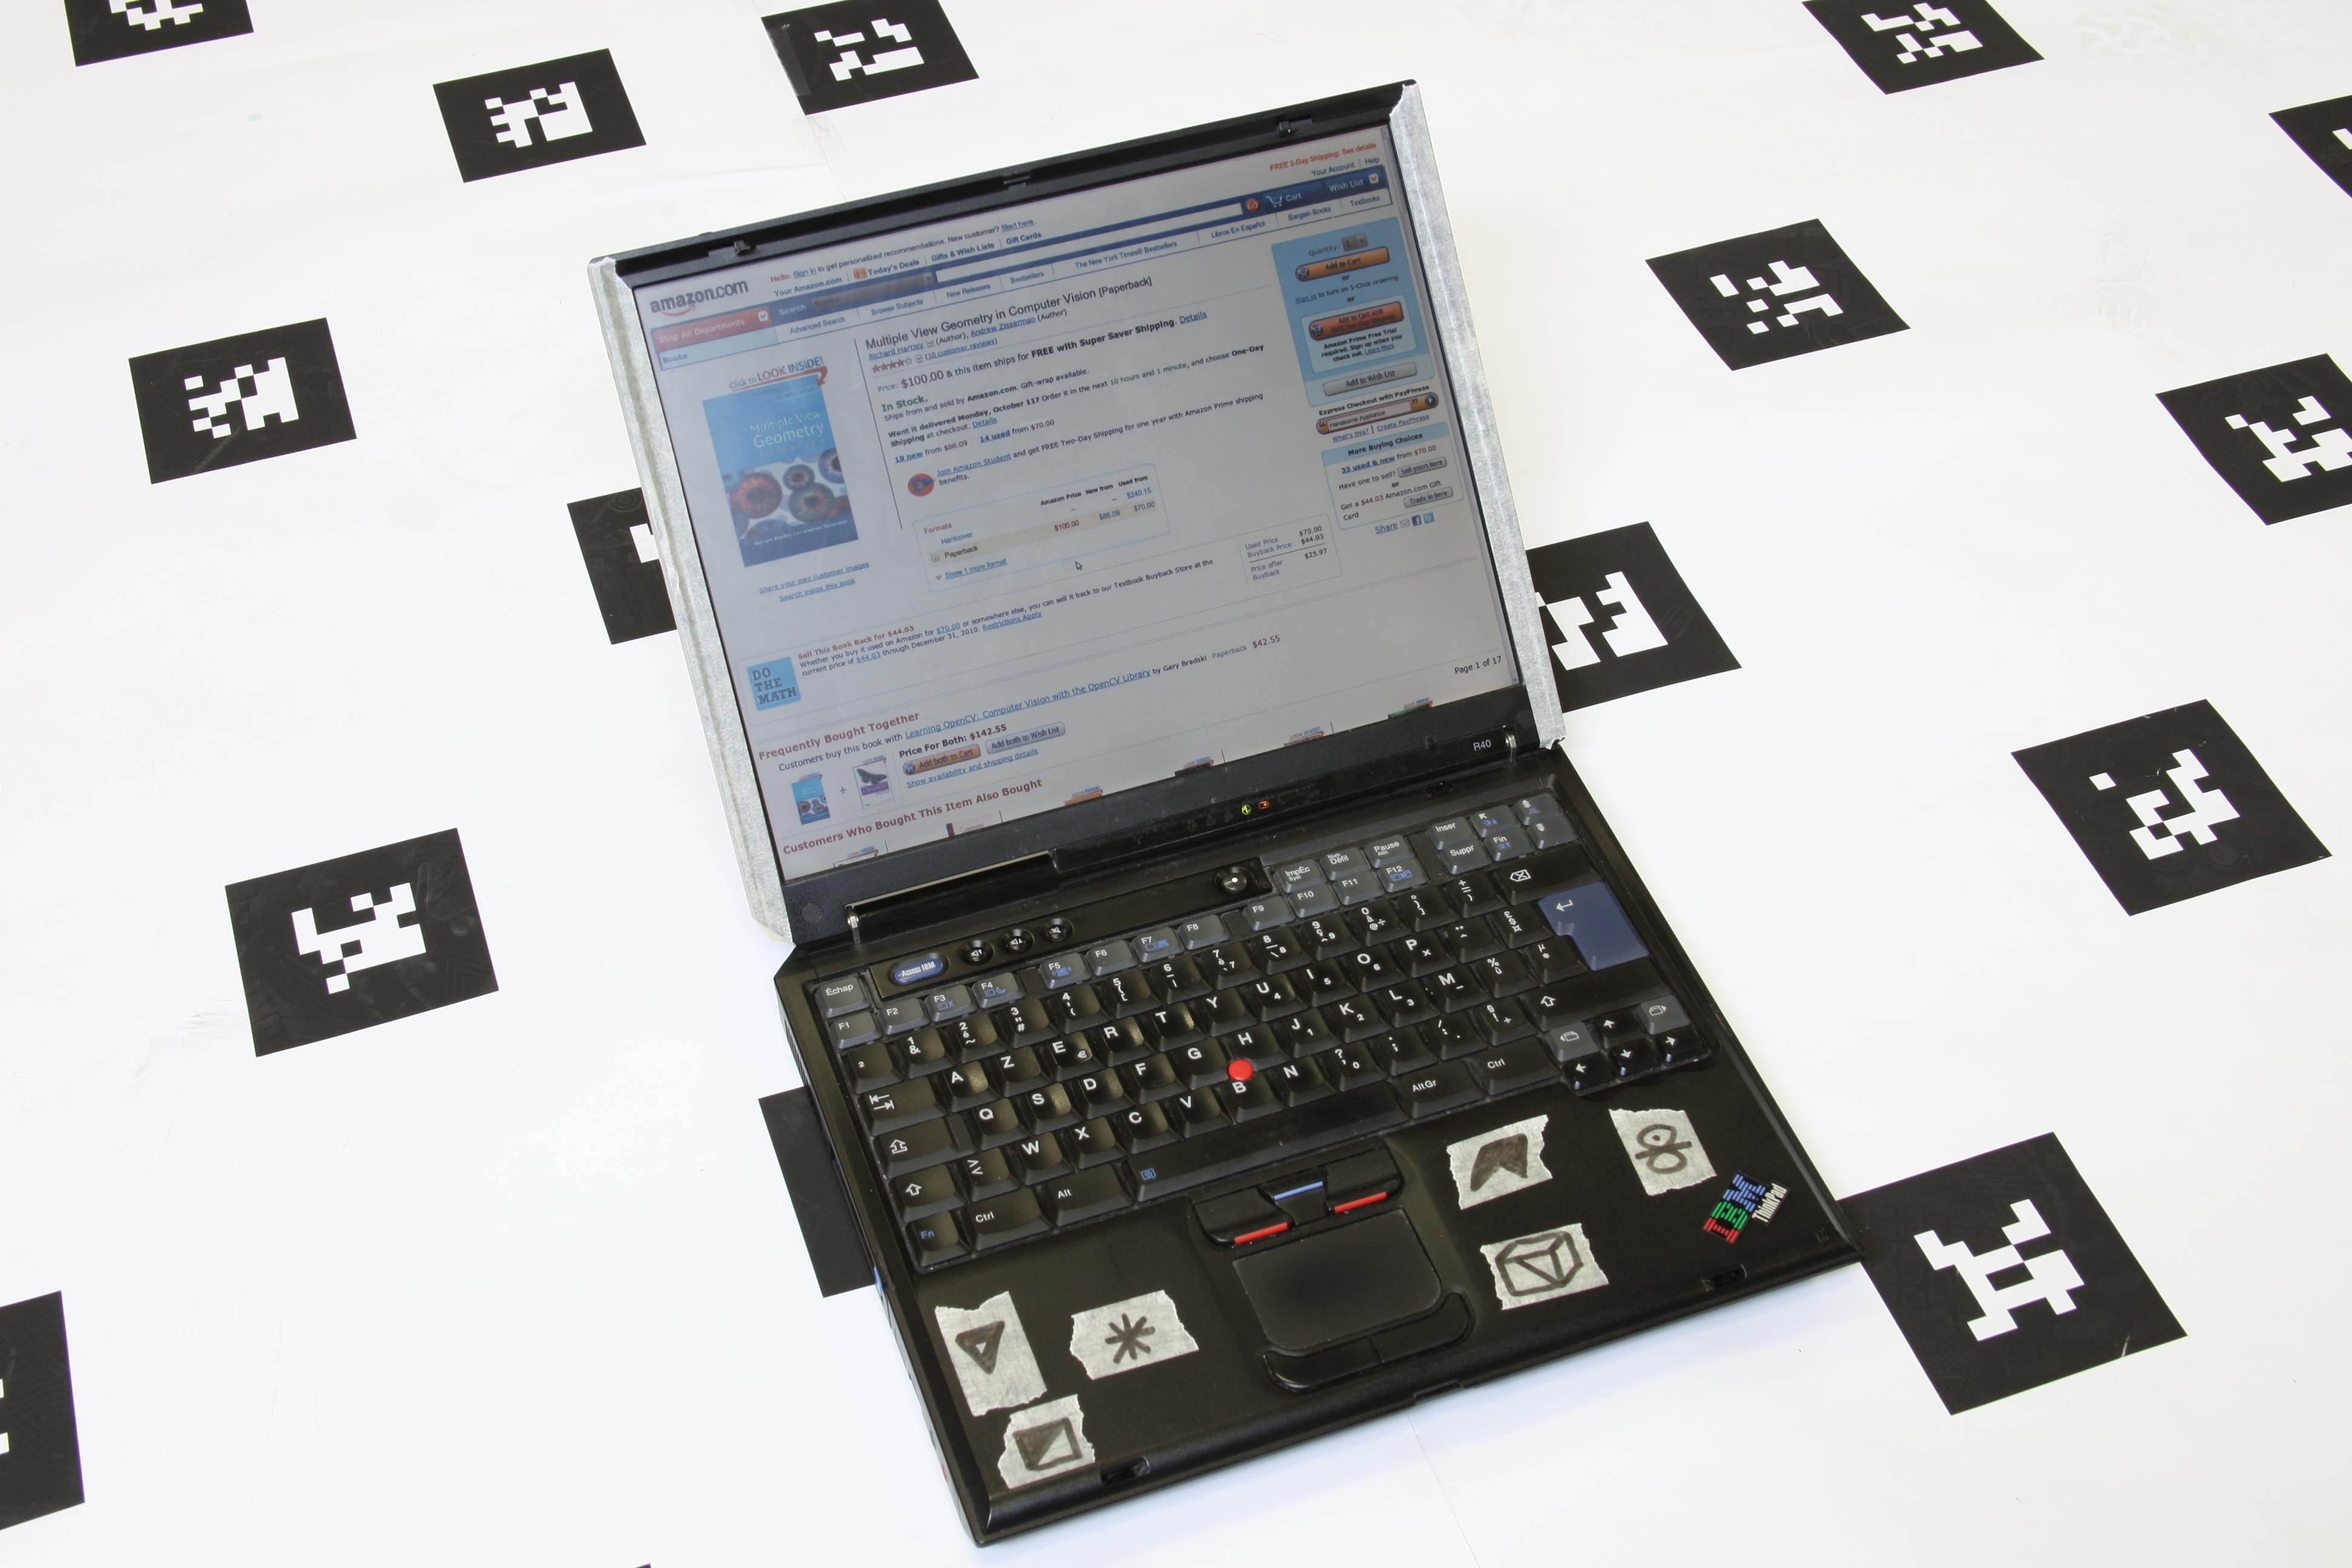 FREE 2-Day Shipping: See details
Hello. Sign in to get personalized recommendations. New customer? Start here.
Your Account | Help
amazon.com
Your Amazon.com | Today's Deals | Gifts & Wish Lists | Gift Cards
Shop All Departments
Search Books
Cart
Wish List
Books
Advanced Search
Browse Subjects
New Releases
Bestsellers
The New York Times® Bestsellers
Libros En Español
Bargain Books
Textbooks
Click to LOOK INSIDE!
Multiple View
Geometry
Share your own customer images
Search inside this book
Multiple View Geometry in Computer Vision [Paperback]
Richard Hartley (Author), Andrew Zisserman (Author)
(10 customer reviews)
Price: $100.00 & this item ships for FREE with Super Saver Shipping. Details
In Stock.
Ships from and sold by Amazon.com. Gift-wrap available.
Want it delivered Monday, October 11? Order it in the next 10 hours and 1 minute, and choose One-Day
Shipping at checkout. Details
19 new from $86.09 14 used from $70.00
Join Amazon Student and get FREE Two-Day Shipping for one year with Amazon Prime shipping
benefits.
Formats
Amazon Price New from Used from
Hardcover -- -- $240.15
Paperback $100.00 $86.09 $70.00
Show 1 more format
Quantity: 1
Add to Cart
or
Sign in to turn on 1-Click ordering.
or
Add to Cart with
Amazon Prime Free Trial
required. Sign up when you
check out. Learn More
Add to Wish List
Express Checkout with PayPhrase
Handsome Appliance
What's this? | Create PayPhrase
More Buying Choices
33 used & new from $70.00
Have one to sell? Sell yours here
or
Get a $44.03 Amazon.com Gift
Card Trade in here
Share
Sell This Book Back for $44.03
Whether you buy it used on Amazon for $70.00 or somewhere else, you can sell it back to our Textbook Buyback Store at the
current price of $44.03 through December 31, 2010. Restrictions Apply
DO
THE
MATH
Used Price $70.00
Buyback Price $44.03
Price after $25.97
Buyback
Frequently Bought Together
Customers buy this book with Learning OpenCV: Computer Vision with the OpenCV Library by Gary Bradski Paperback $42.55
Price For Both: $142.55
Add both to Cart
Add both to Wish List
Show availability and shipping details
Customers Who Bought This Item Also Bought
Page 1 of 17
R40
Access IBM
ImpÉc
Syst
Num
Défil
Pause
Attn
Inser
Suppr
Fin
Échap
F1 F2 F3 F4 F5 F6 F7 F8 F9 F10 F11 F12
² 1 & 2 é ~ 3 " # 4 ' { 5 ( [ 6 - | 7 è ` 8 _ \ 9 ç ^ 0 à @ ° ) ] + = }
A Z E € R T Y U I O P
Q S D F G H J K L M % ù µ *
> < W X C V B N ? , . ; / : § !
Fn Ctrl Alt AltGr Ctrl
IBM
ThinkPad